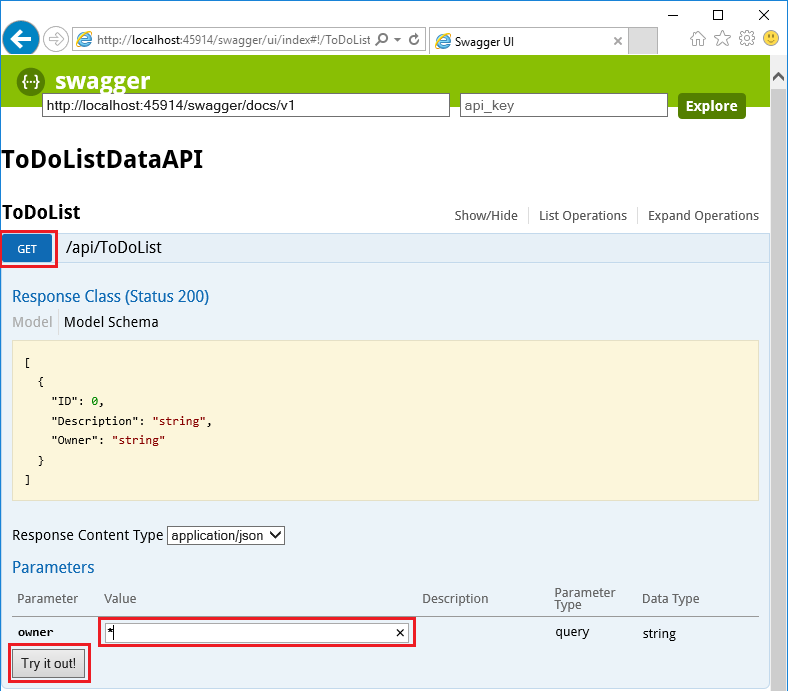 http://localhost:45914/swagger/ui/index#!/ToDoList
Swagger UI
{···} swagger
http://localhost:45914/swagger/docs/v1 api_key Explore
ToDoListDataAPI
ToDoList Show/Hide List Operations Expand Operations
GET /api/ToDoList
Response Class (Status 200)
Model Model Schema
[
{
"ID": 0,
"Description": "string",
"Owner": "string"
}
]
Response Content Type application/json
Parameters
Parameter Value Description Parameter Type Data Type
owner * query string
Try it out!